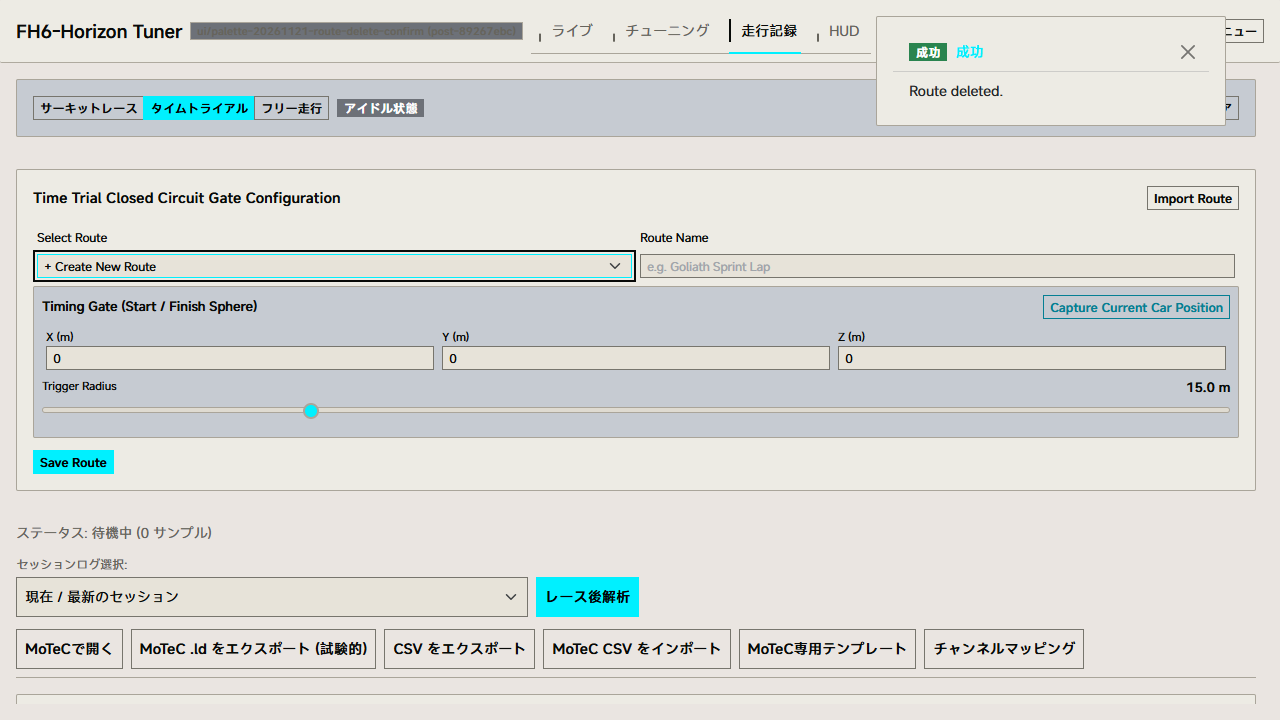 FH6-Horizon Tuner
ライブ
チューニング
走行記録
HUD
ニュー
成功 成功
Route deleted.
サーキットレース タイムトライアル フリー走行 アイドル状態
Time Trial Closed Circuit Gate Configuration
Import Route
Select Route
Route Name
+ Create New Route
e.g. Goliath Sprint Lap
Timing Gate (Start / Finish Sphere)
Capture Current Car Position
X (m)
Y (m)
Z (m)
0
0
0
Trigger Radius
15.0 m
Save Route
ステータス: 待機中 (0 サンプル)
セッションログ選択:
現在 / 最新のセッション
レース後解析
MoTeCで開く
MoTeC .ld をエクスポート (試験的)
CSV をエクスポート
MoTeC CSV をインポート
MoTeC専用テンプレート
チャンネルマッピング